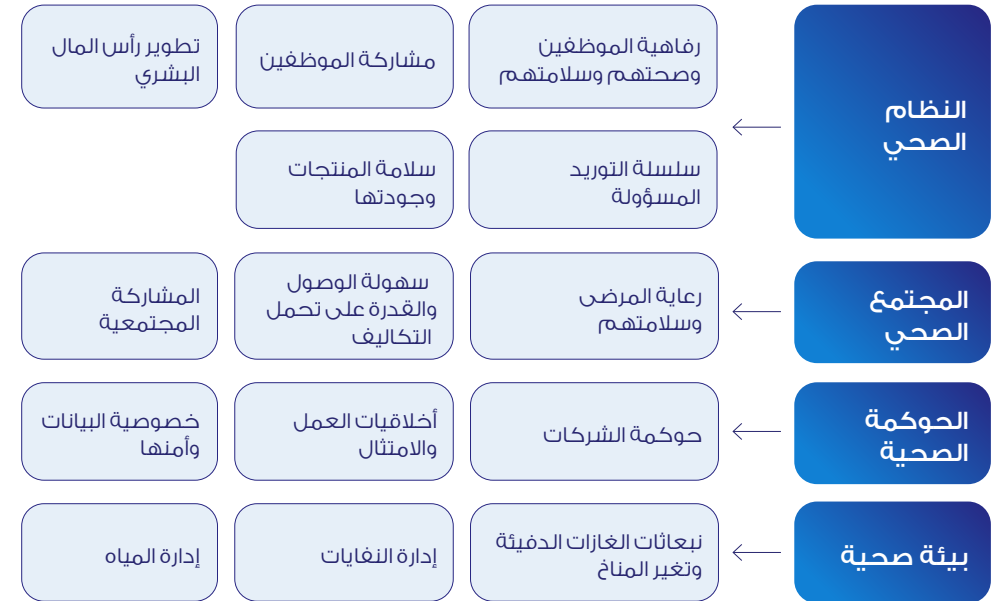 النظام
الصحي
رفاهية الموظفين
وصحتهم وسلامتهم
مشاركة الموظفين
تطوير رأس المال
البشري
سلسلة التوريد
المسؤولة
سلامة المنتجات
وجودتها
المجتمع
الصحي
رعاية المرضى
وسلامتهم
سهولة الوصول
والقدرة على تحمل
التكاليف
المشاركة
المجتمعية
الحوكمة
الصحية
حوكمة الشركات
أخلاقيات العمل
والامتثال
خصوصية البيانات
وأمنها
بيئة صحية
نبعاثات الغازات الدفيئة
وتغير المناخ
إدارة النفايات
إدارة المياه